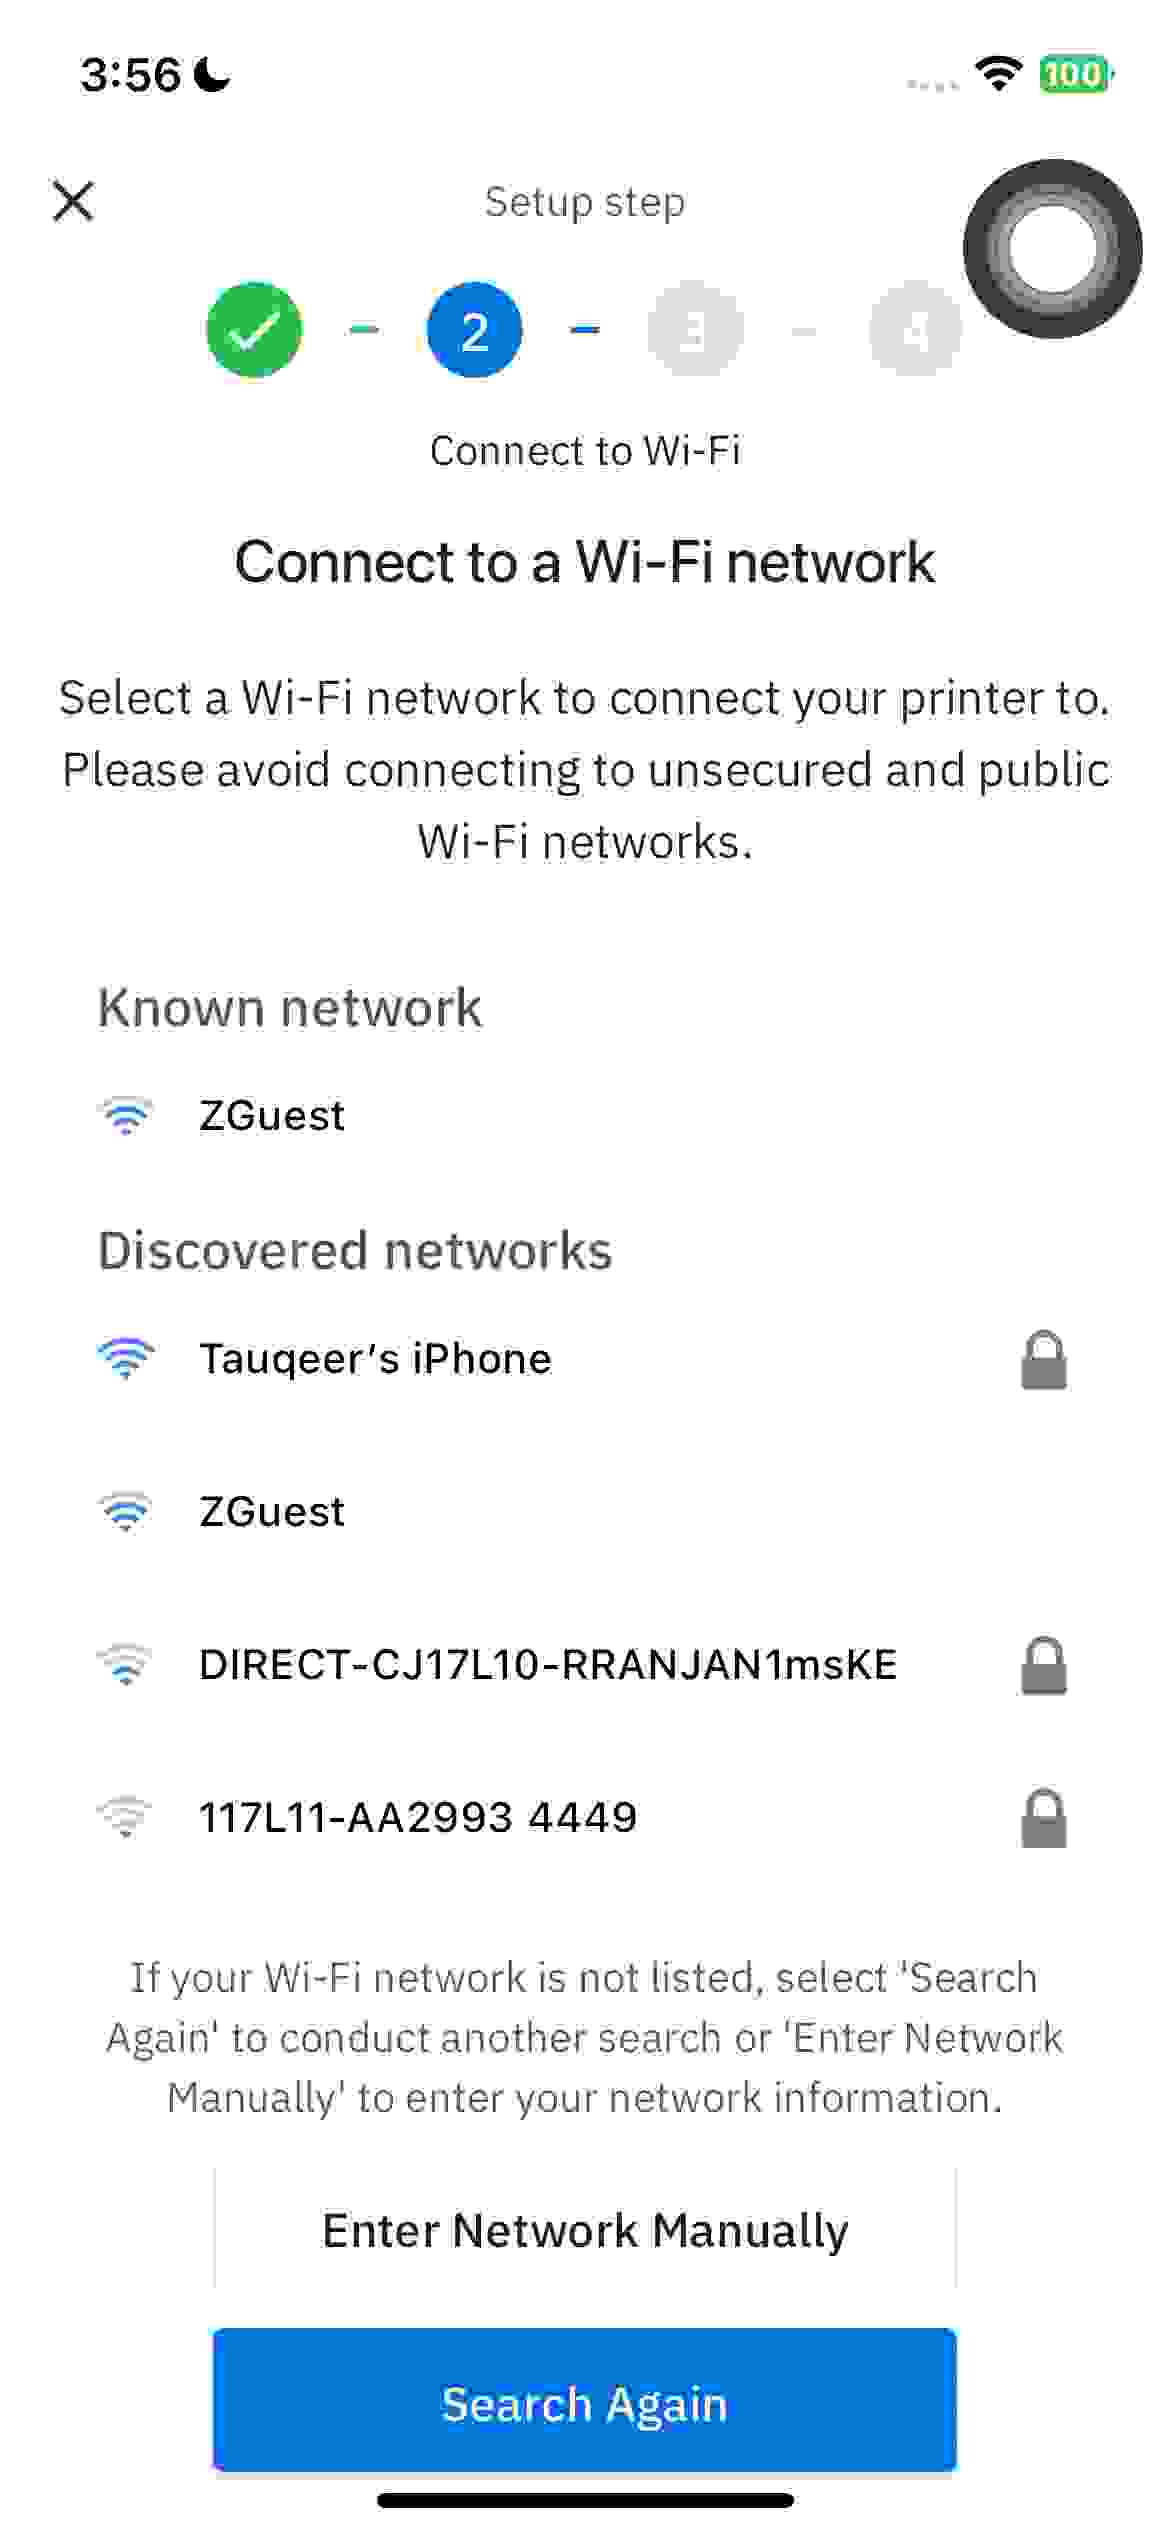 3:56
100
Setup step
2
3
4
Connect to Wi-Fi
Connect to a Wi-Fi network
Select a Wi-Fi network to connect your printer to.
Please avoid connecting to unsecured and public
Wi-Fi networks.
Known network
ZGuest
Discovered networks
Tauqeer's iPhone
ZGuest
DIRECT-CJ17L10-RRANJAN1msKE
117L11-AA2993 4449
If your Wi-Fi network is not listed, select 'Search
Again' to conduct another search or 'Enter Network
Manually' to enter your network information.
Enter Network Manually
Search Again